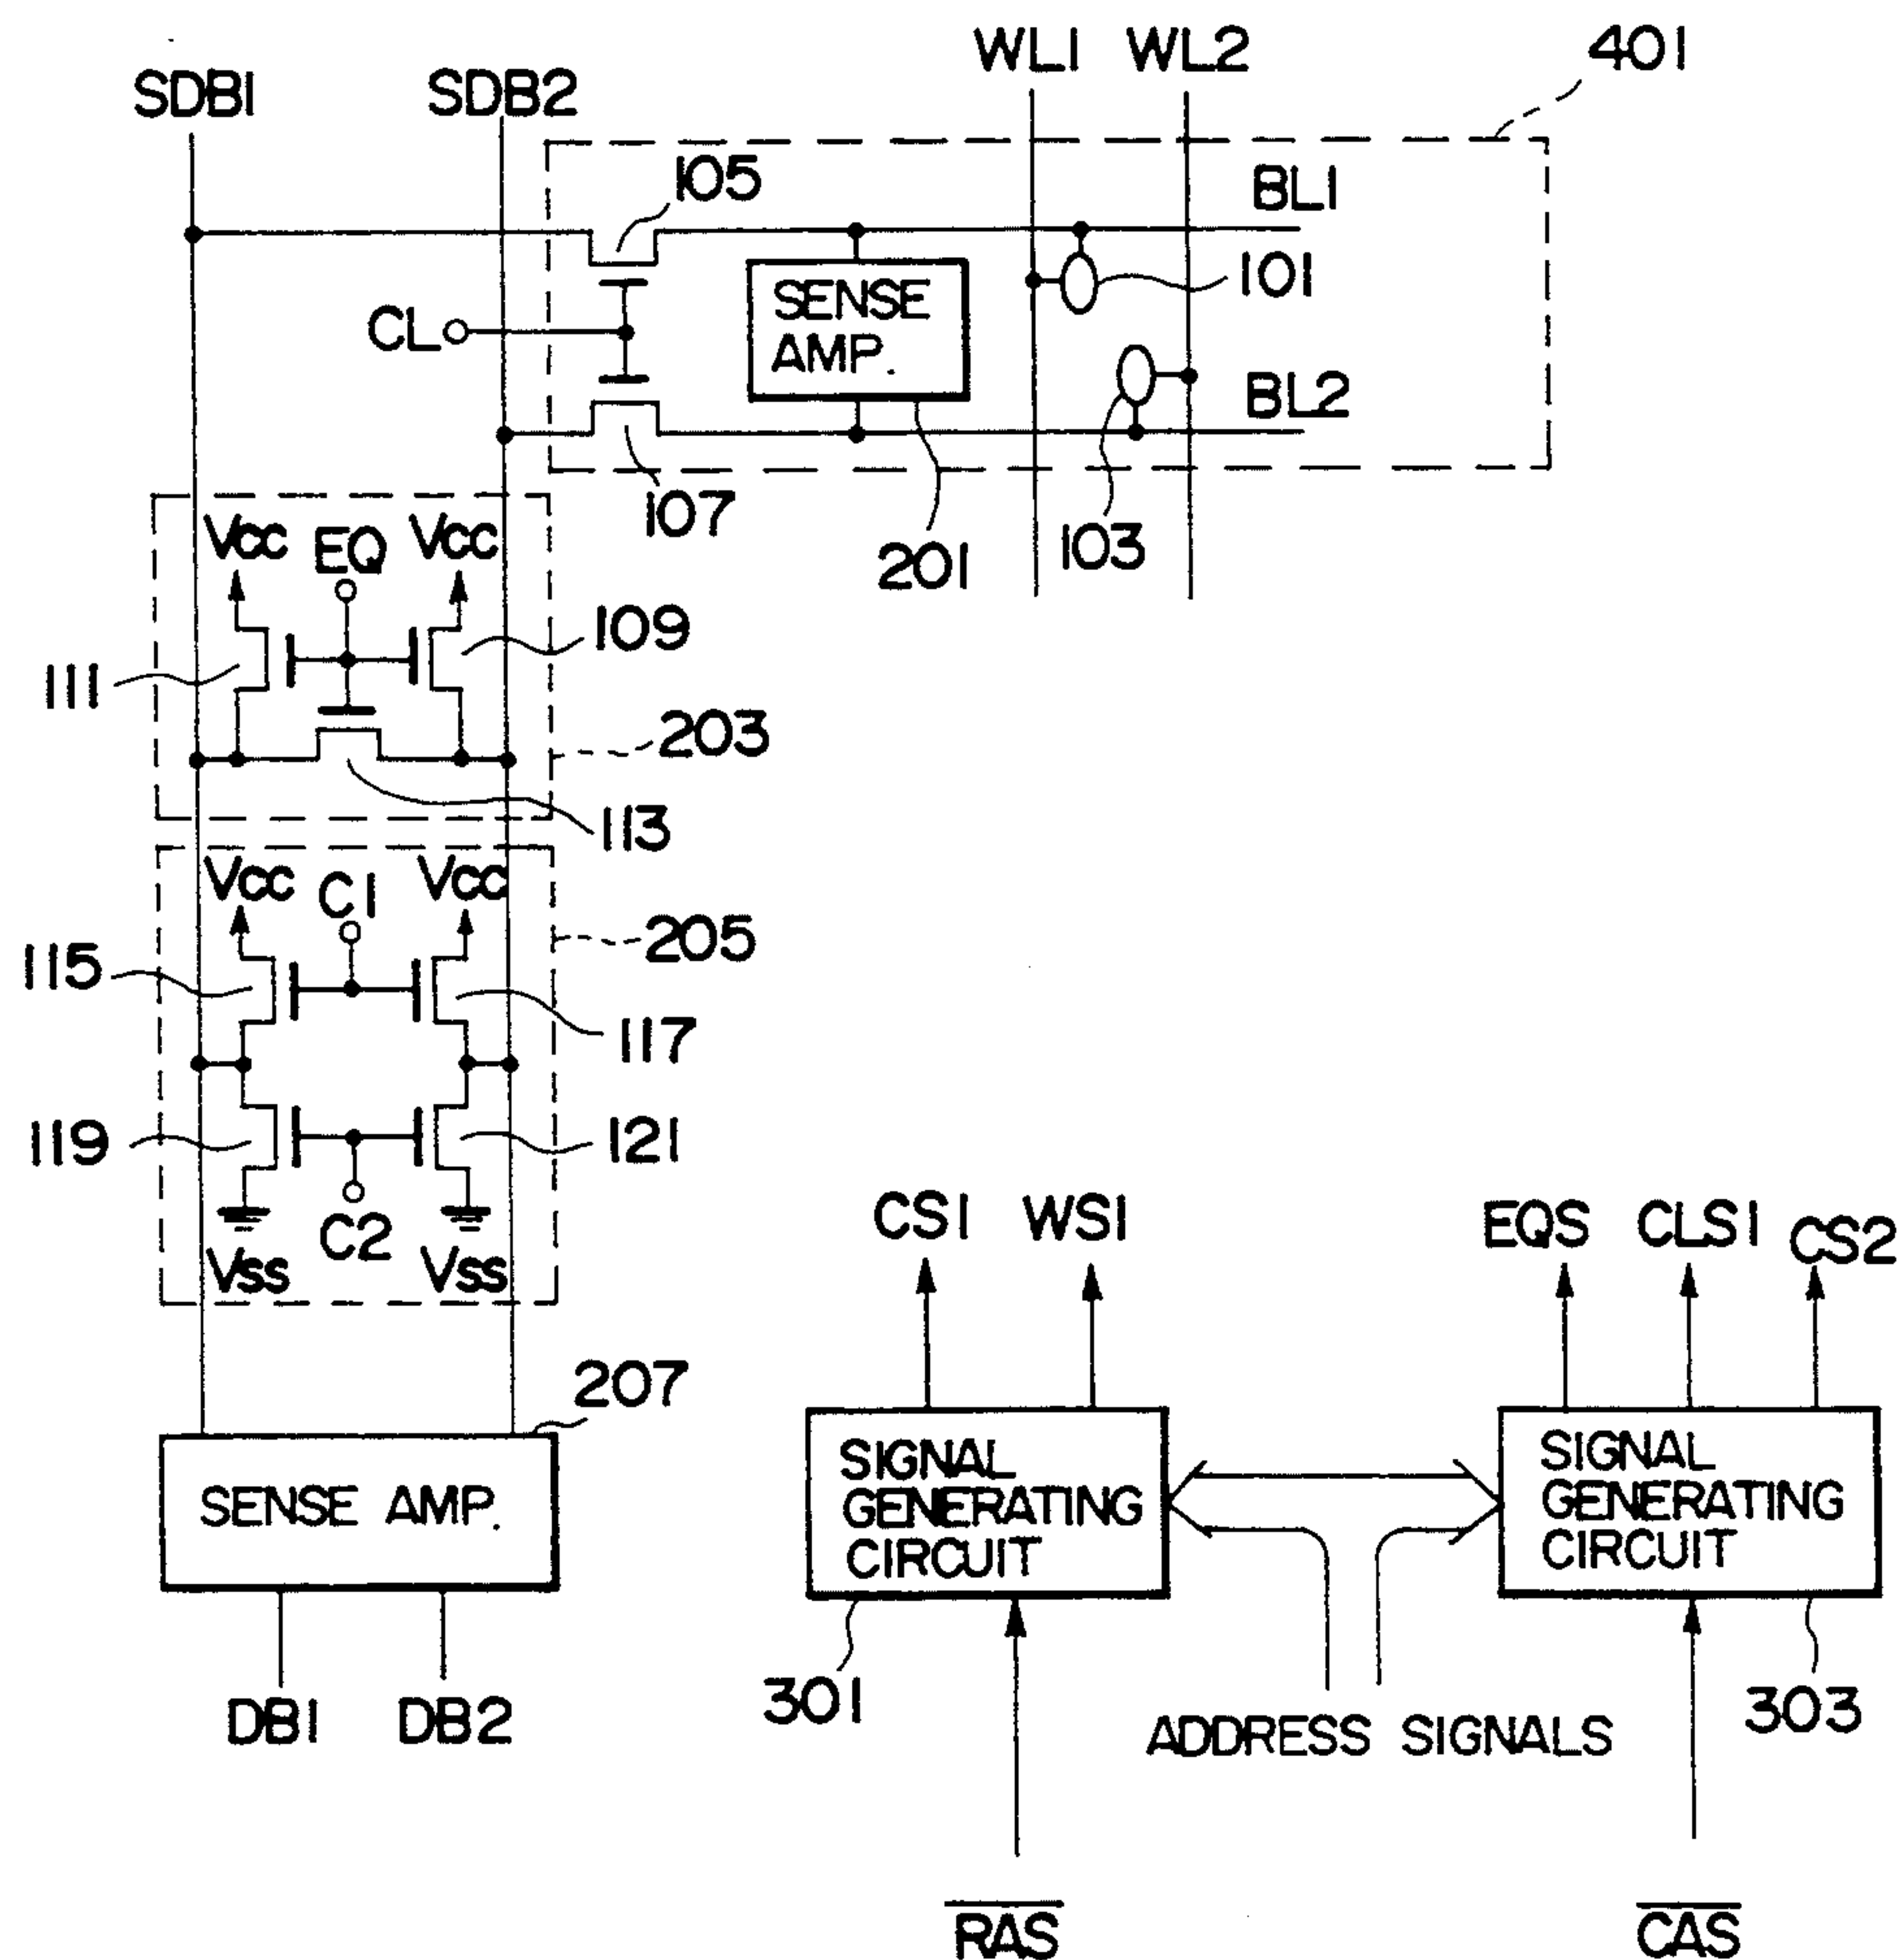 WL1 WL2
401
SDB1 SDB2
105
BL1
101
CL
SENSE
AMP.
BL2
107
201
103
Vcc EQ Vcc
109
111
203
113
Vcc C1 Vcc
205
115
117
119
121
C2
Vss Vss
CS1 WS1
EQS CLS1 CS2
207
SENSE AMP.
SIGNAL
GENERATING
CIRCUIT
SIGNAL
GENERATING
CIRCUIT
301
303
DB1 DB2
ADDRESS SIGNALS
R̅A̅S̅
C̅A̅S̅